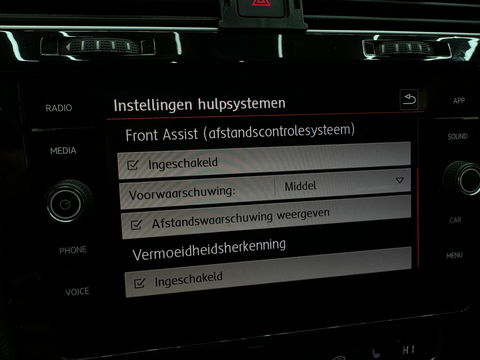 Instellingen hulpsystemen
RADIO
APP
Front Assist (afstandscontrolesysteem)
SOUND
MEDIA
Ingeschakeld
Voorwaarschuwing: Middel
Afstandswaarschuwing weergeven
CAR
PHONE
Vermoeidheidsherkenning
MENU
Ingeschakeld
VOICE